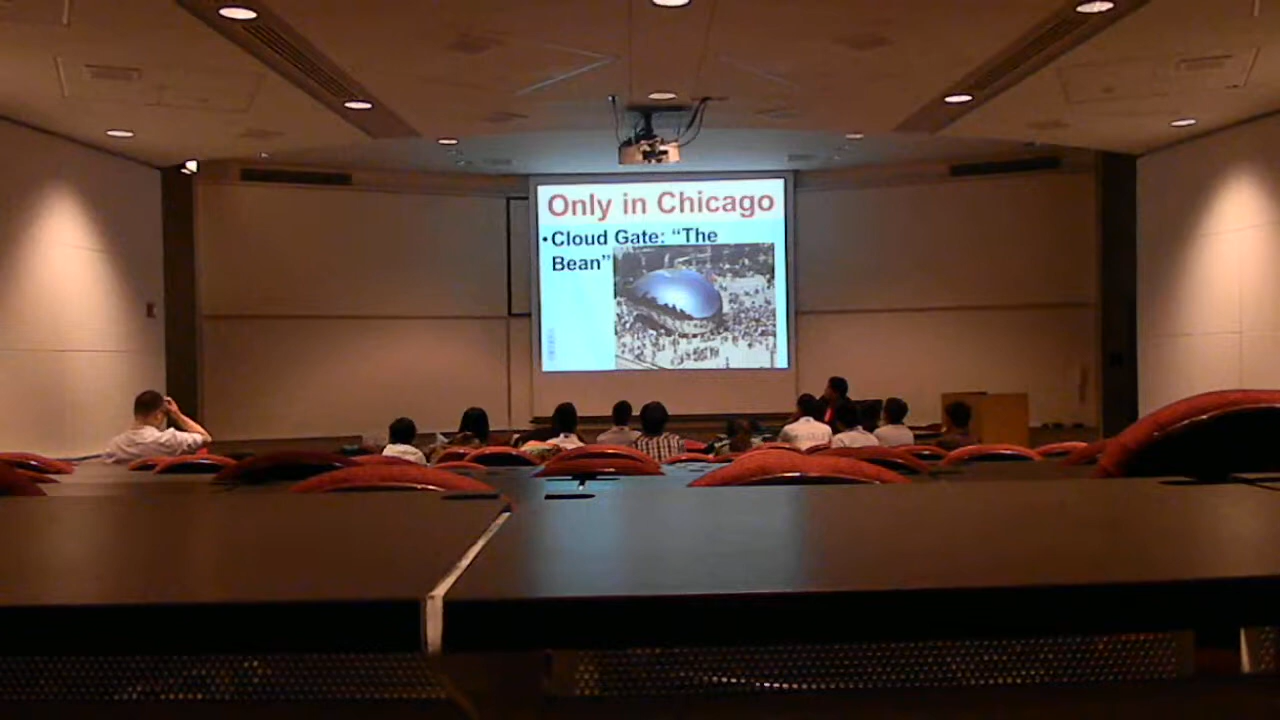 Only in Chicago
•Cloud Gate: “The
Bean”